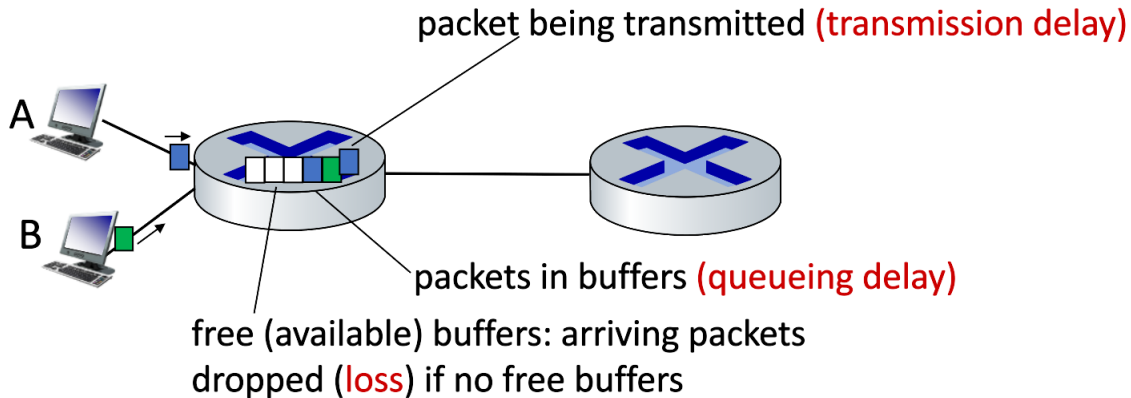 packet being transmitted (transmission delay)
A
B
packets in buffers (queueing delay)
free (available) buffers: arriving packets
dropped (loss) if no free buffers